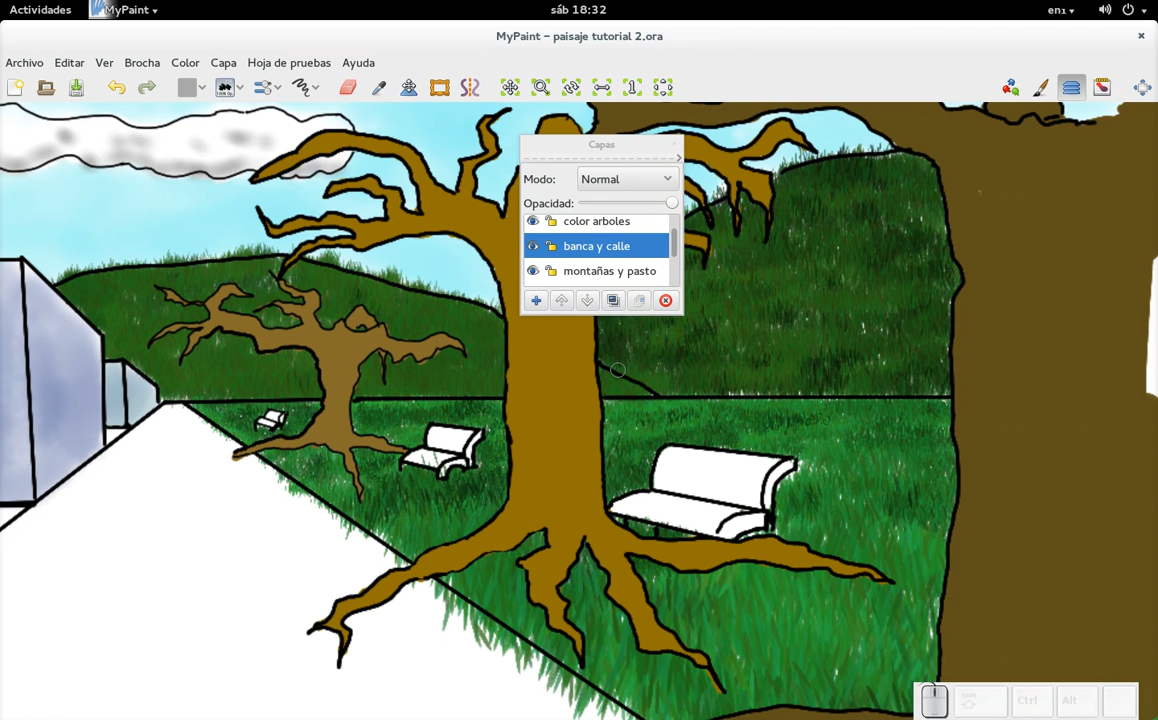 Actividades MyPaint sáb 18:32 en1
MyPaint – paisaje tutorial 2.ora
Archivo Editar Ver Brocha Color Capa Hoja de pruebas Ayuda
Capas
Modo: Normal
Opacidad:
color arboles
banca y calle
montañas y pasto
Shift Ctrl Alt